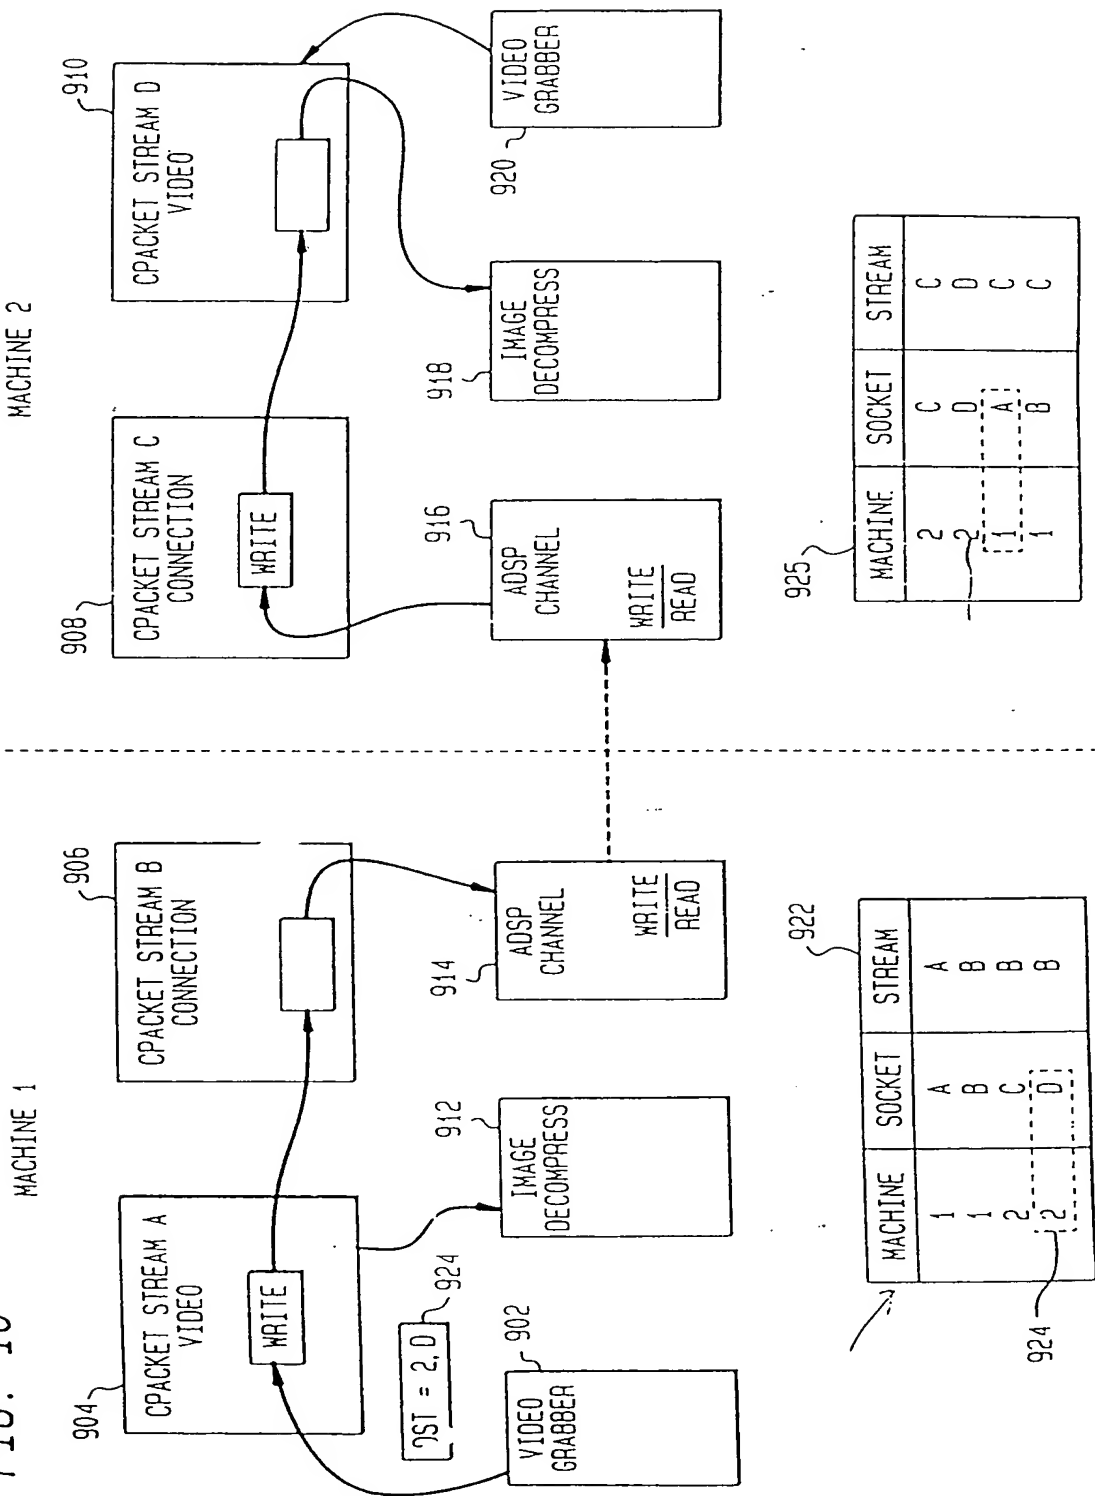 FIG. 10
MACHINE 1
MACHINE 2
904
CPACKET STREAM A
VIDEO
WRITE
906
CPACKET STREAM B
CONNECTION
908
CPACKET STREAM C
CONNECTION
WRITE
910
CPACKET STREAM D
VIDEO
DST = 2, D
924
902
VIDEO
GRABBER
912
IMAGE
DECOMPRESS
914
ADSP
CHANNEL
WRITE
READ
916
ADSP
CHANNEL
WRITE
READ
918
IMAGE
DECOMPRESS
920
VIDEO
GRABBER
922
MACHINE SOCKET STREAM
1 A A
1 B B
2 C B
2 D B
924
925
MACHINE SOCKET STREAM
2 C C
2 D D
1 A C
1 B C